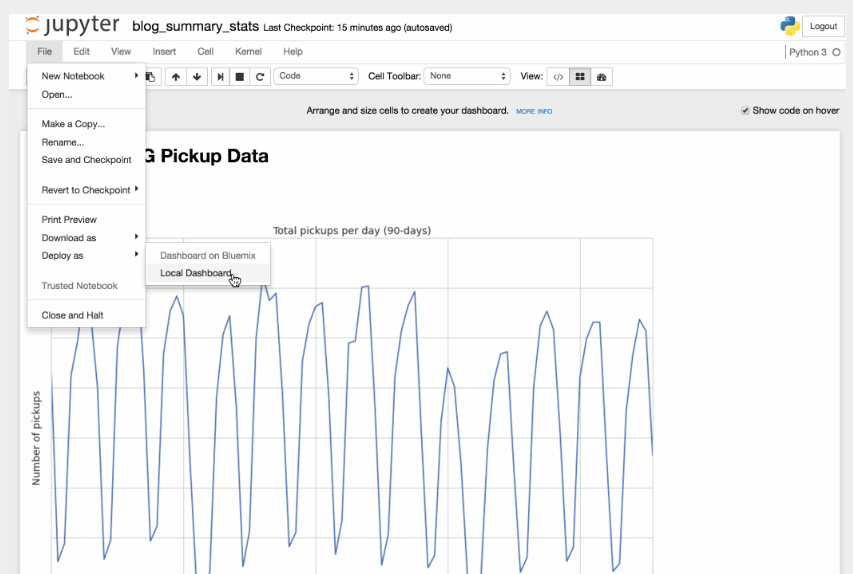 jupyter blog_summary_stats Last Checkpoint: 15 minutes ago (autosaved)
Logout
File Edit View Insert Cell Kernel Help
Python 3
Code
Cell Toolbar: None
View:
Arrange and size cells to create your dashboard. MORE INFO
Show code on hover
New Notebook
Open...
Make a Copy...
Rename...
Save and Checkpoint
Revert to Checkpoint
Print Preview
Download as
Deploy as
Trusted Notebook
Close and Halt
Dashboard on Bluemix
Local Dashboard
G Pickup Data
Total pickups per day (90-days)
Number of pickups